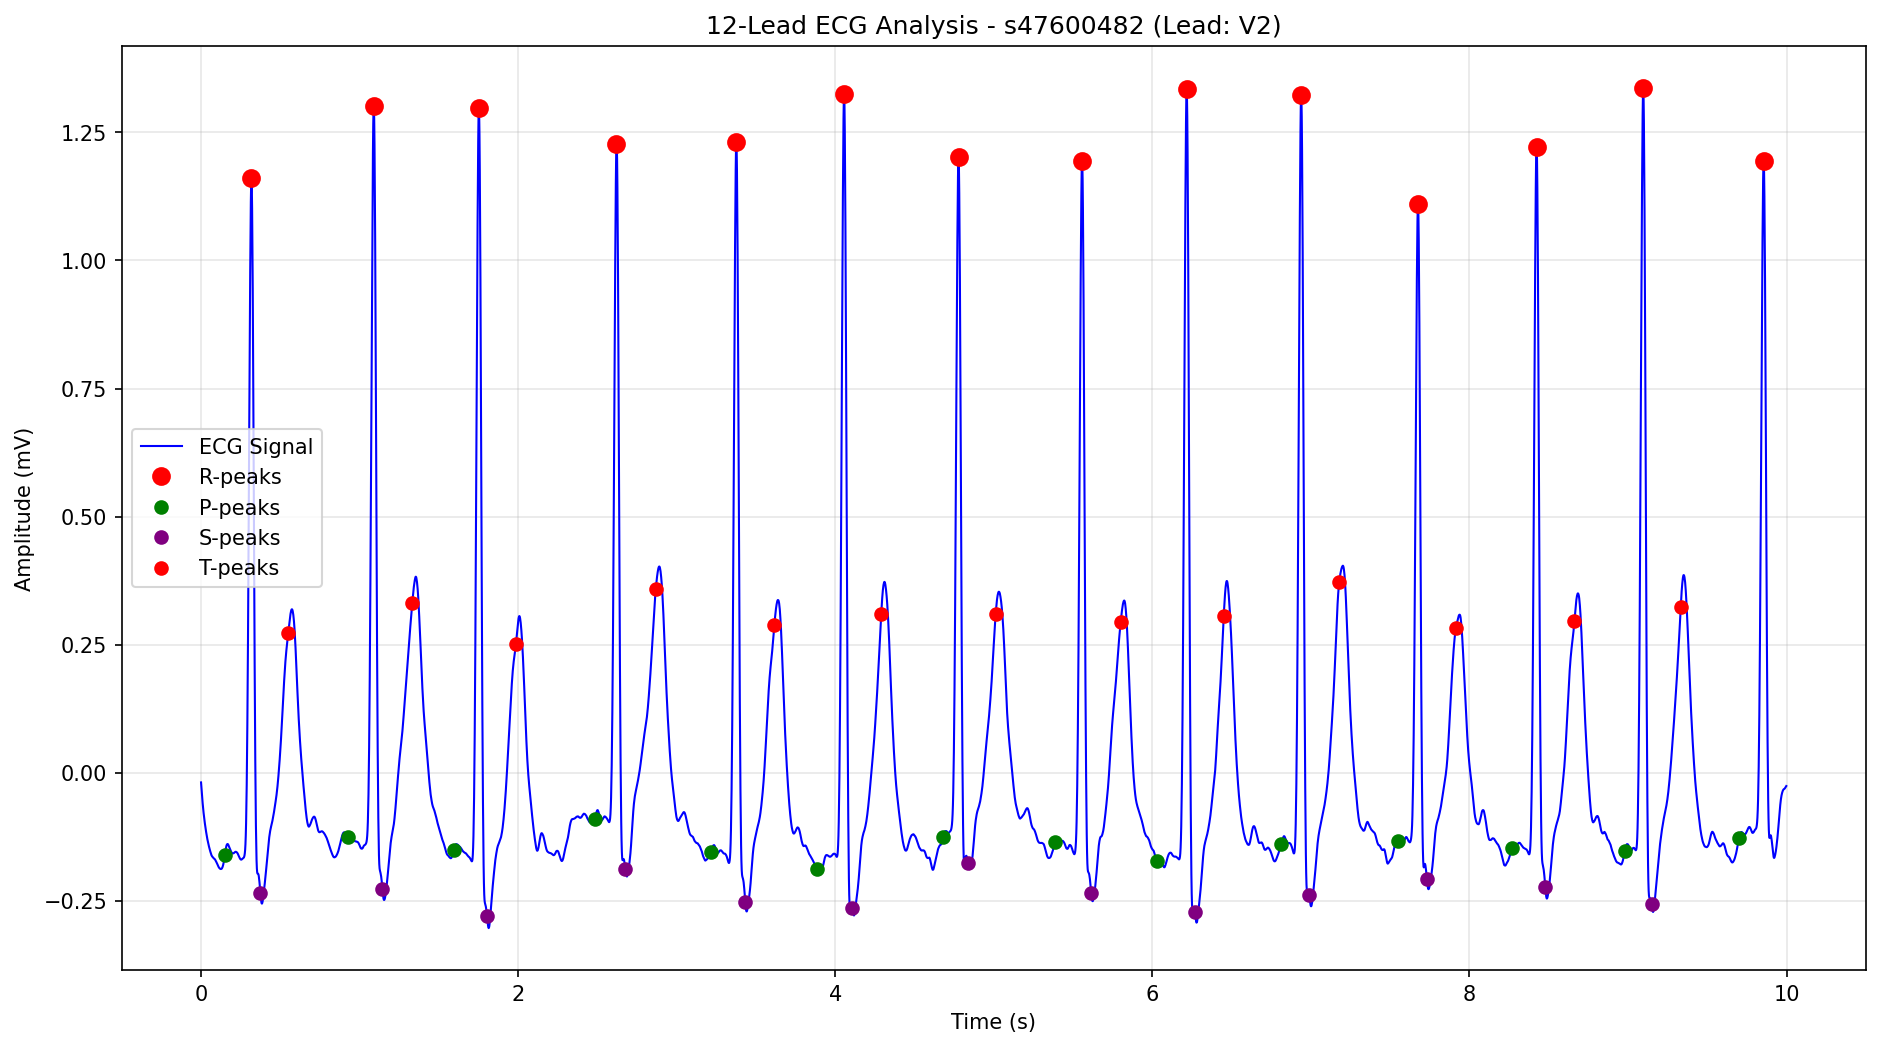 12-Lead ECG Analysis - s47600482 (Lead: V2)
1.25
1.00
0.75
0.50
0.25
0.00
−0.25
Amplitude (mV)
ECG Signal
R-peaks
P-peaks
S-peaks
T-peaks
0 2 4 6 8 10
Time (s)